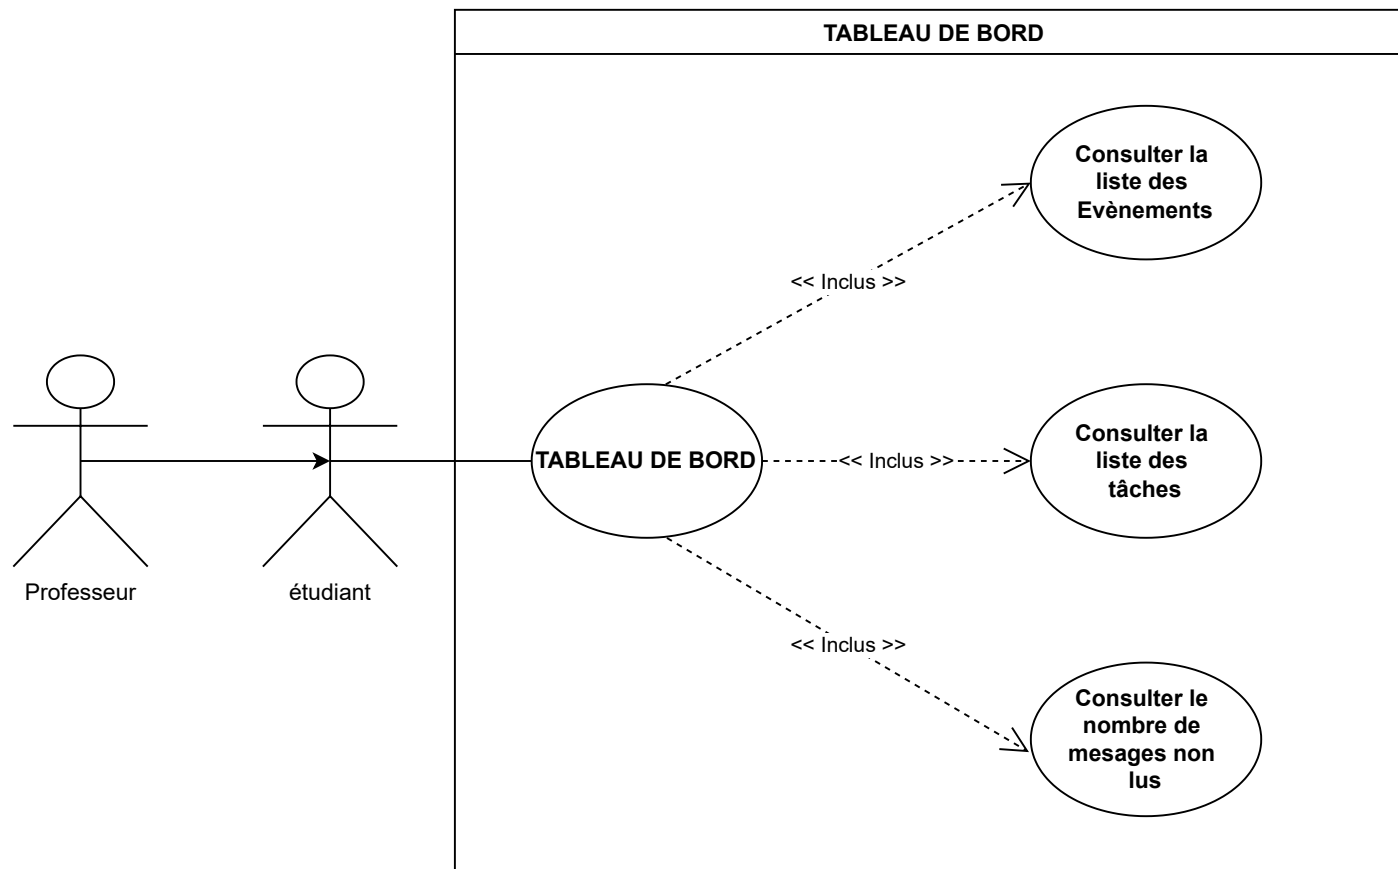 TABLEAU DE BORD
Consulter la
liste des
Evènements
<< Inclus >>
TABLEAU DE BORD
<< Inclus >>
Consulter la
liste des
tâches
Professeur
étudiant
<< Inclus >>
Consulter le
nombre de
mesages non
lus